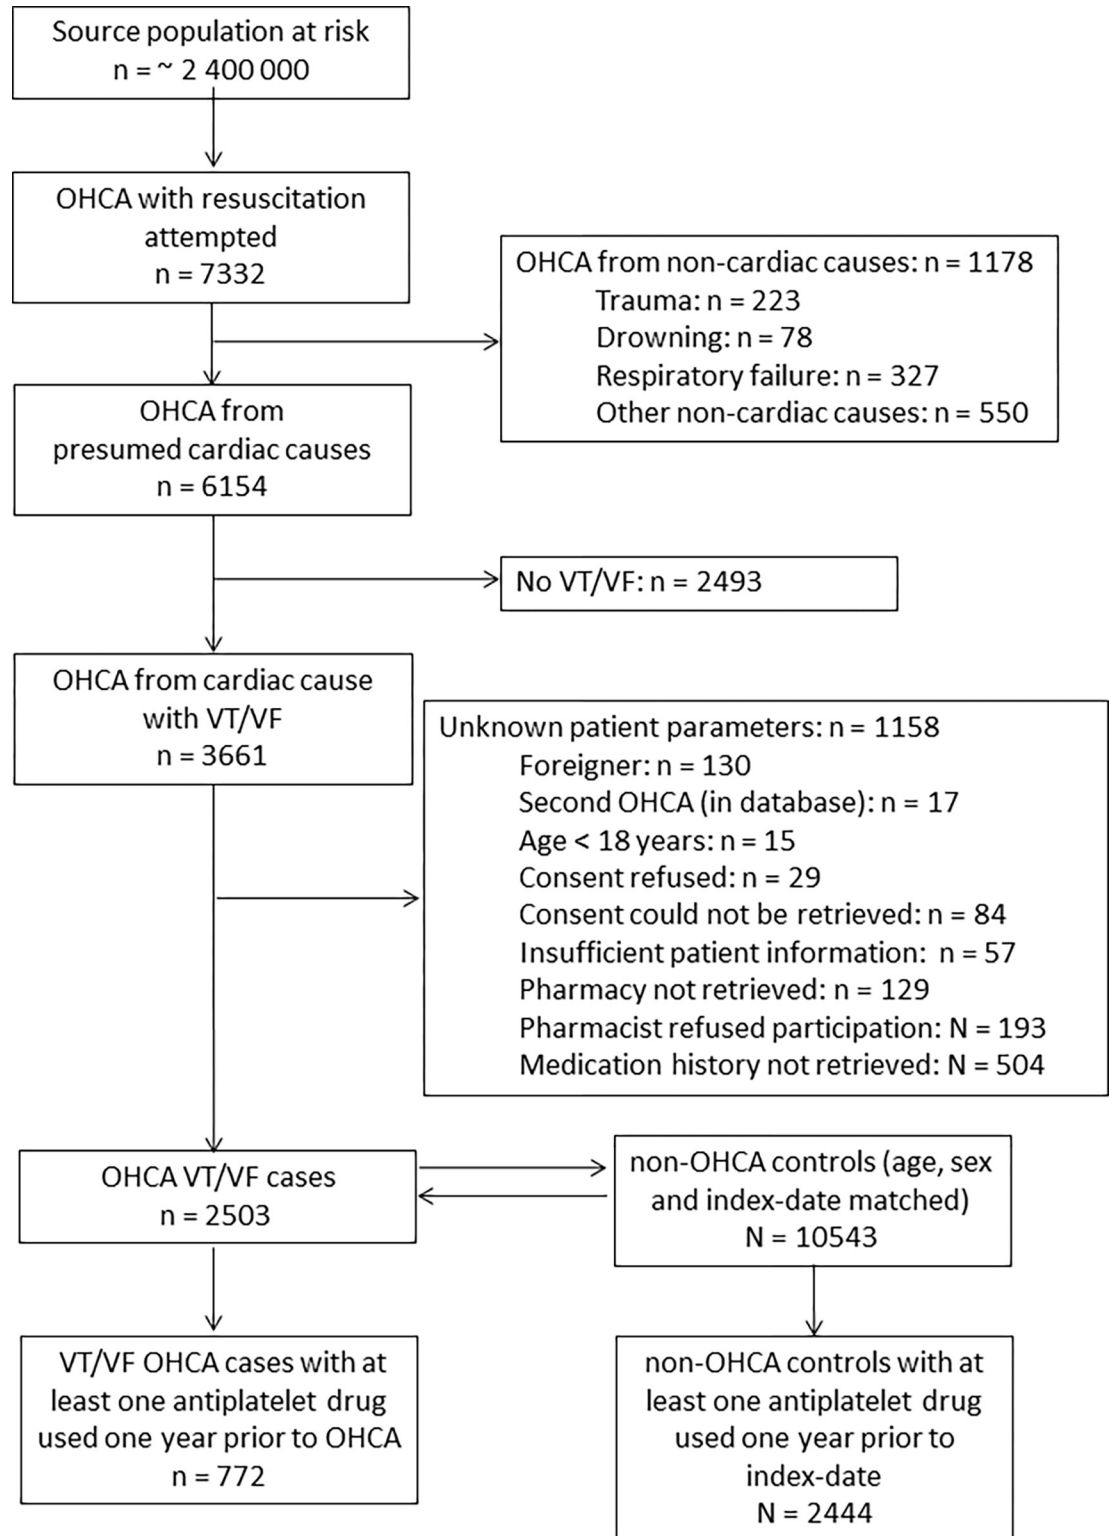 Source population at risk
n = ~ 2 400 000
OHCA with resuscitation
attempted
n = 7332
OHCA from non-cardiac causes: n = 1178
Trauma: n = 223
Drowning: n = 78
Respiratory failure: n = 327
Other non-cardiac causes: n = 550
OHCA from
presumed cardiac causes
n = 6154
No VT/VF: n = 2493
OHCA from cardiac cause
with VT/VF
n = 3661
Unknown patient parameters: n = 1158
Foreigner: n = 130
Second OHCA (in database): n = 17
Age < 18 years: n = 15
Consent refused: n = 29
Consent could not be retrieved: n = 84
Insufficient patient information: n = 57
Pharmacy not retrieved: n = 129
Pharmacist refused participation: N = 193
Medication history not retrieved: N = 504
OHCA VT/VF cases
n = 2503
non-OHCA controls (age, sex
and index-date matched)
N = 10543
VT/VF OHCA cases with at
least one antiplatelet drug
used one year prior to OHCA
n = 772
non-OHCA controls with at
least one antiplatelet drug
used one year prior to
index-date
N = 2444